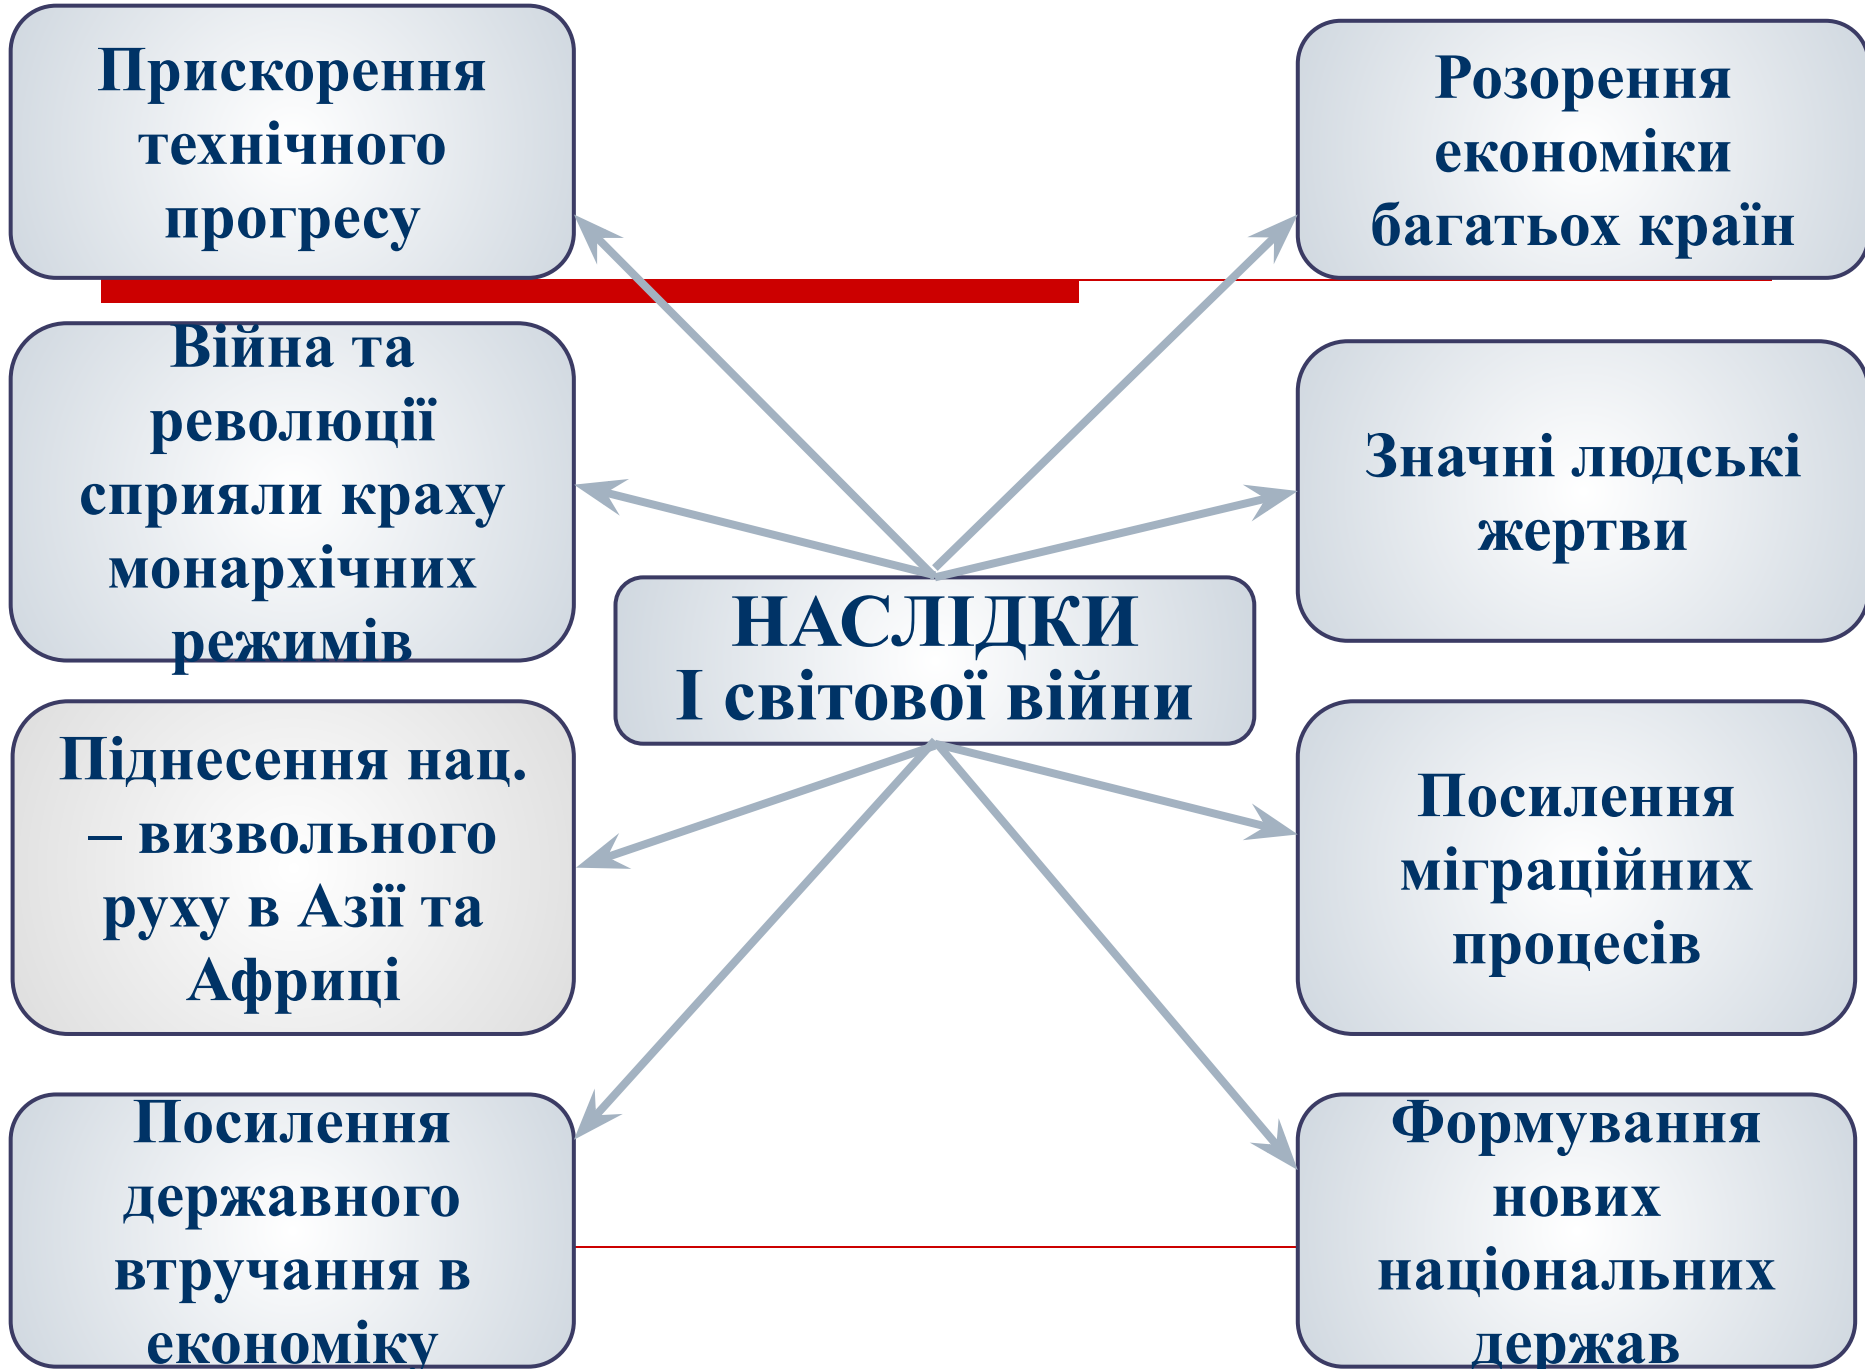 Прискорення
технічного
прогресу
Розорення
економіки
багатьох країн
Війна та
революції
сприяли краху
монархічних
режимів
Значні людські
жертви
НАСЛІДКИ
І світової війни
Піднесення нац.
– визвольного
руху в Азії та
Африці
Посилення
міграційних
процесів
Посилення
державного
втручання в
економіку
Формування
нових
національних
держав